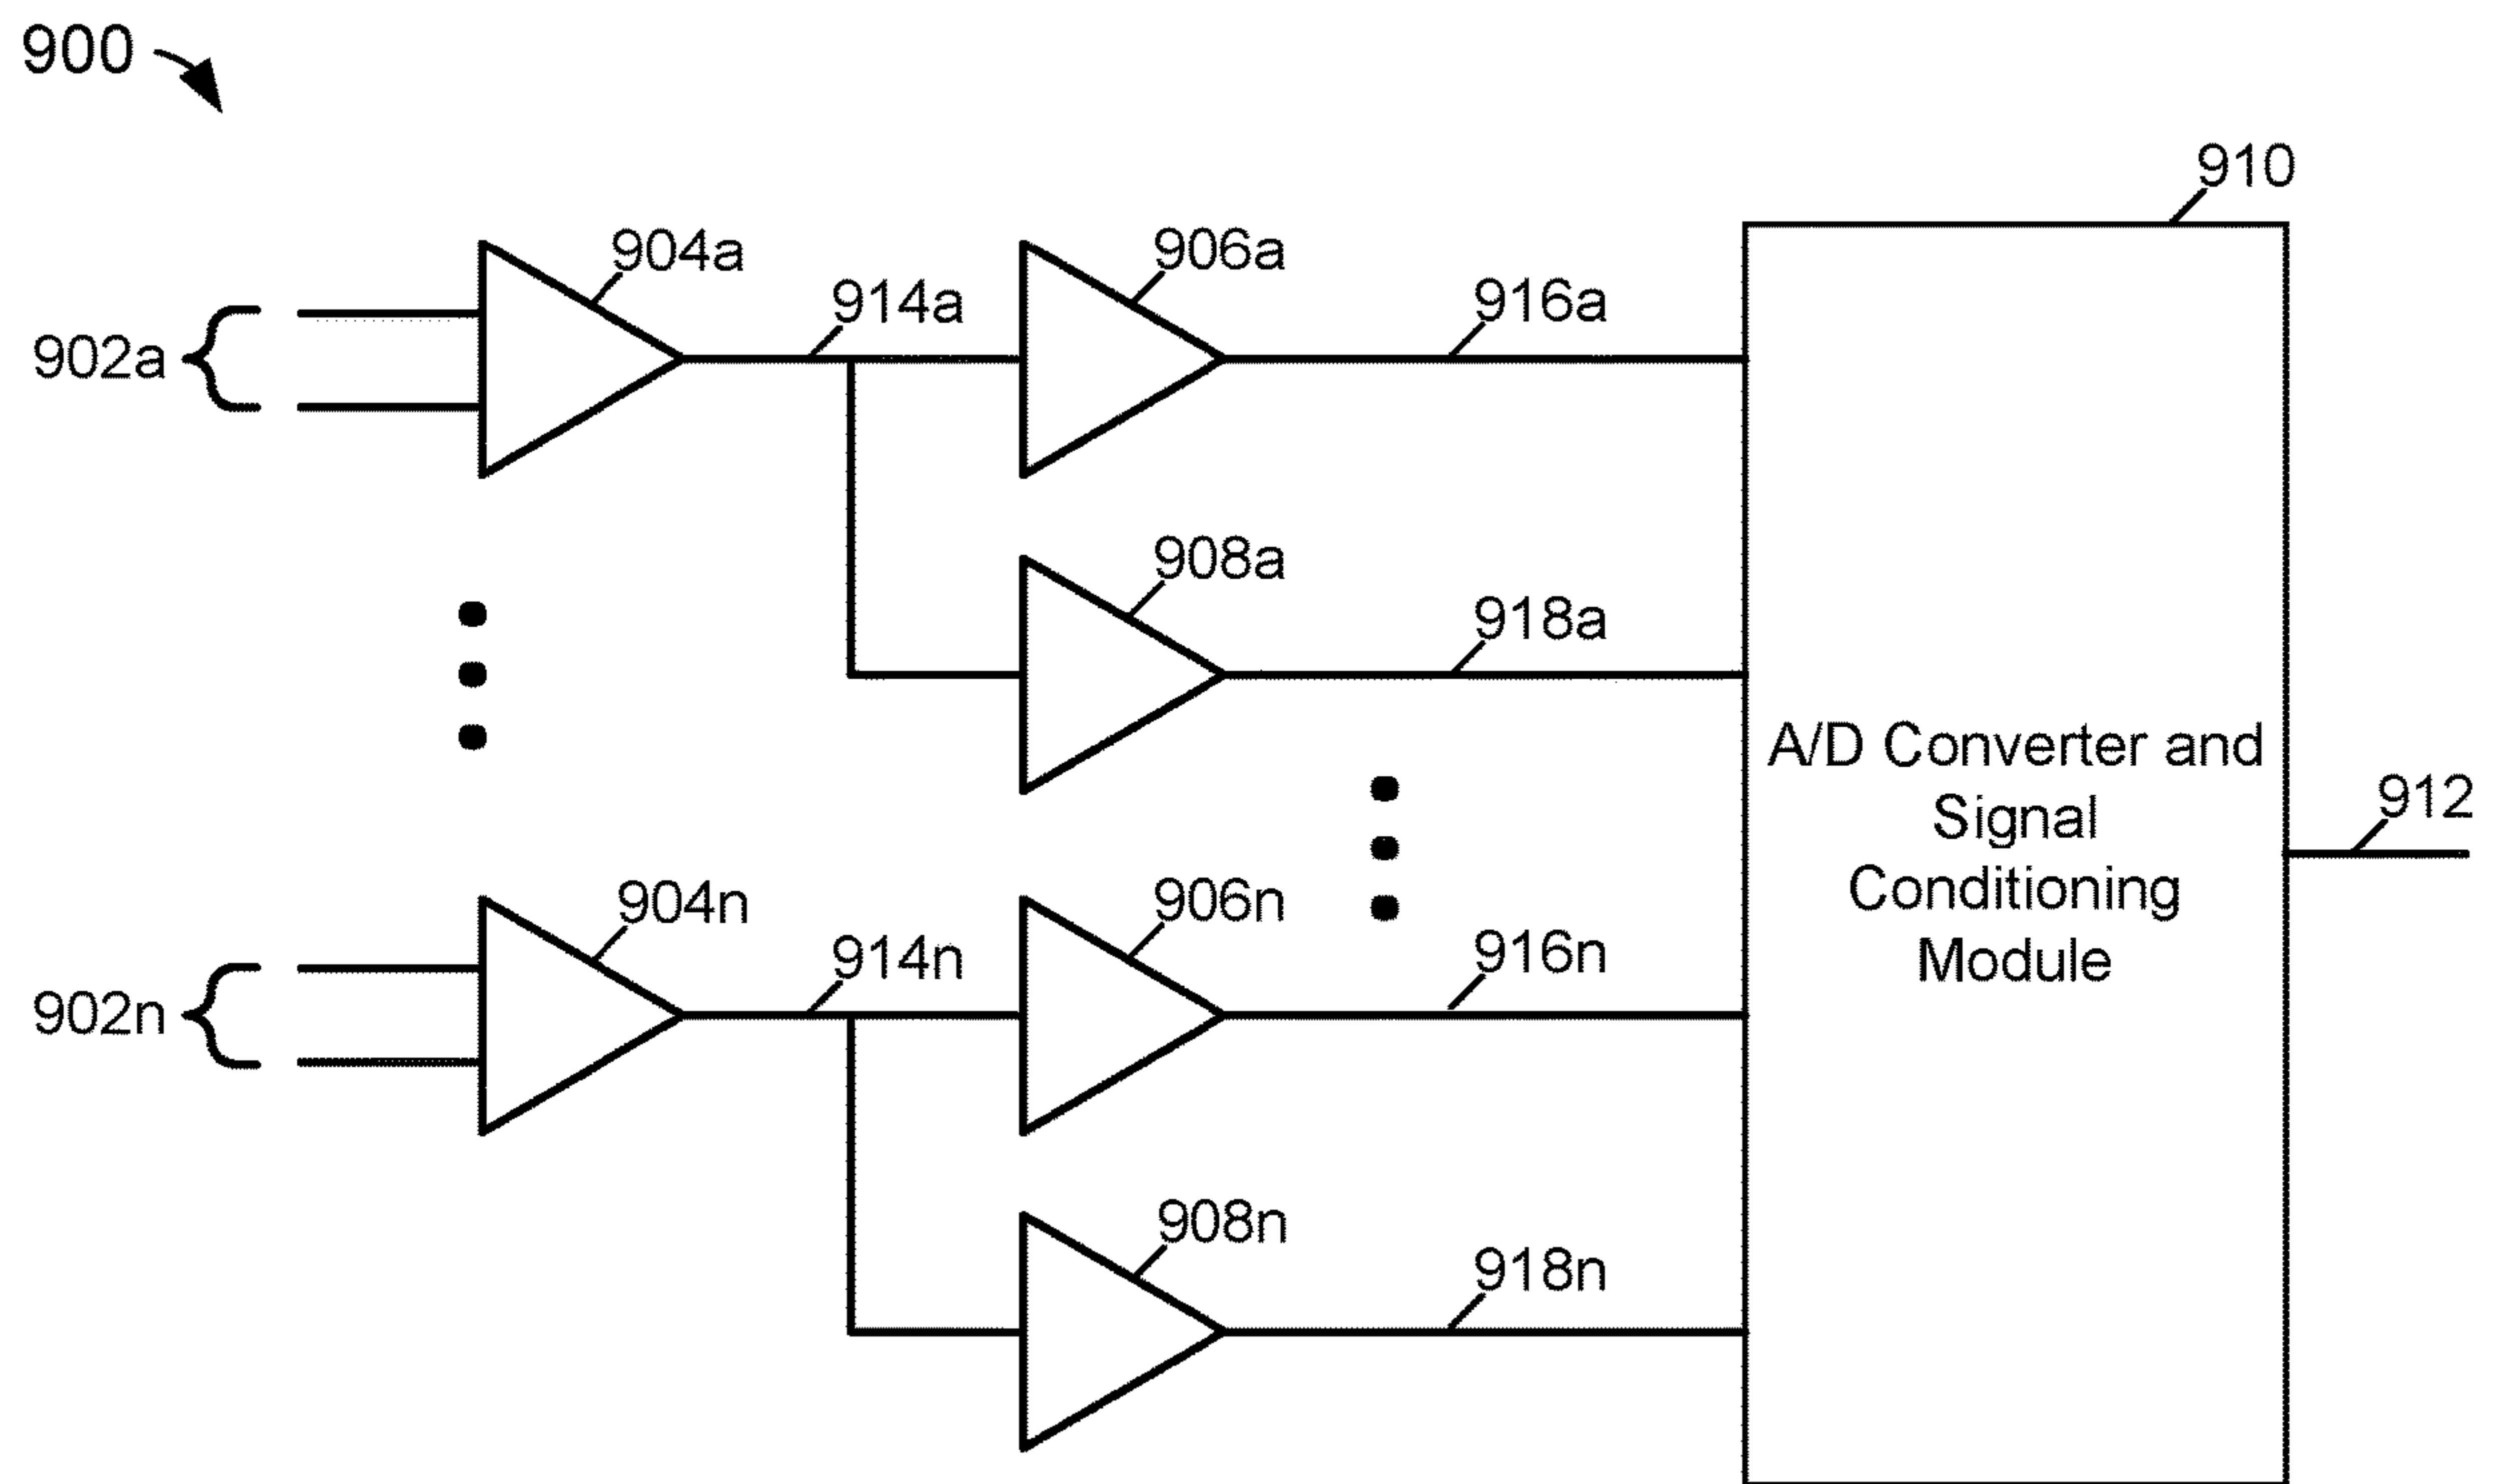 900
910
904a
906a
914a
916a
902a
908a
918a
A/D Converter and
Signal
Conditioning
Module
912
904n
906n
914n
916n
902n
908n
918n